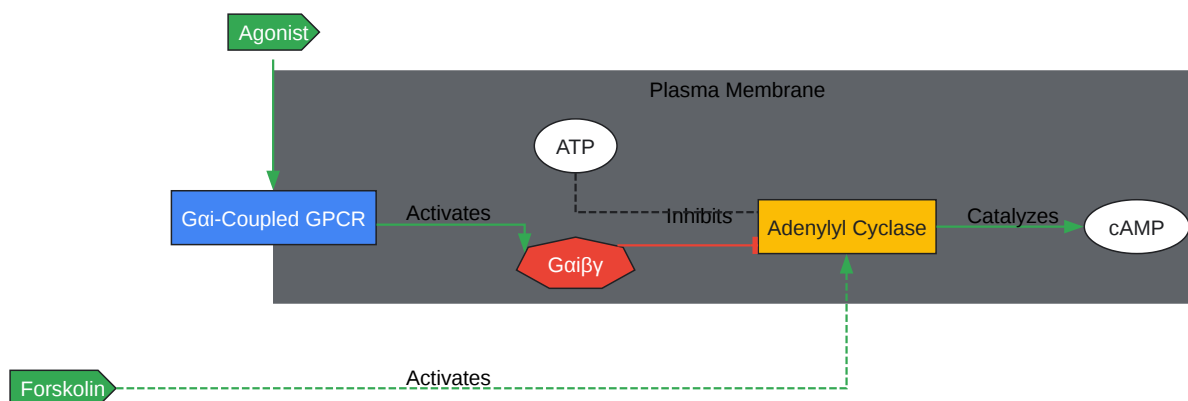 Agonist
Plasma Membrane
ATP
Gαi-Coupled GPCR
Activates
Inhibits
Adenylyl Cyclase
Catalyzes
cAMP
Gαiβγ
Forskolin
Activates